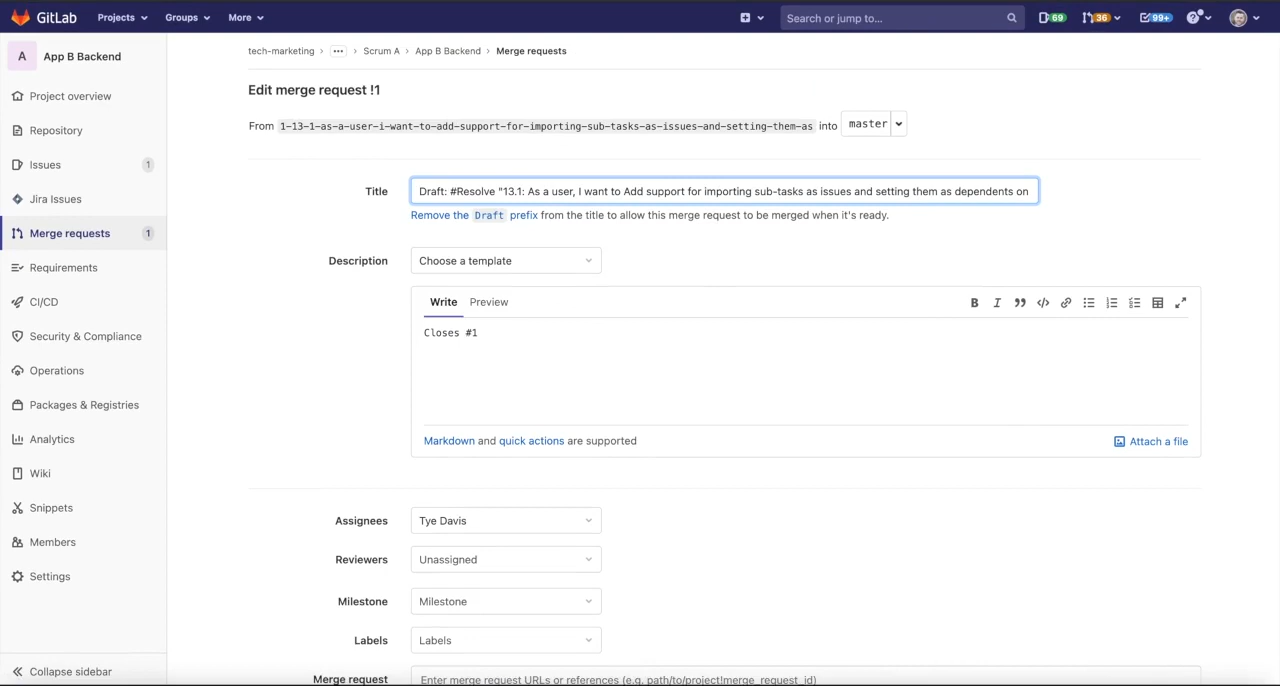 GitLab Projects Groups More Search or jump to... 69 36 99+
A App B Backend
Project overview
Repository
Issues 1
Jira Issues
Merge requests 1
Requirements
CI/CD
Security & Compliance
Operations
Packages & Registries
Analytics
Wiki
Snippets
Members
Settings
Collapse sidebar
tech-marketing › ••• › Scrum A › App B Backend › Merge requests
Edit merge request !1
From 1-13-1-as-a-user-i-want-to-add-support-for-importing-sub-tasks-as-issues-and-setting-them-as into master
Title Draft: #Resolve "13.1: As a user, I want to Add support for importing sub-tasks as issues and setting them as dependents on
Remove the Draft prefix from the title to allow this merge request to be merged when it's ready.
Description Choose a template
Write Preview
Closes #1
Markdown and quick actions are supported Attach a file
Assignees Tye Davis
Reviewers Unassigned
Milestone Milestone
Labels Labels
Merge request Enter merge request URLs or references (e.g. path/to/project!merge_request_id)